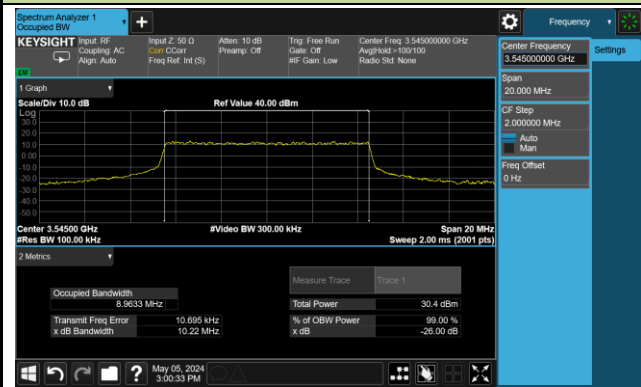 Spectrum Analyzer 1
Occupied BW
Frequency
KEYSIGHT
Input: RF
Coupling: AC
Align: Auto
Input Z: 50 Ω
Corr CCorr
Freq Ref: Int (S)
Atten: 10 dB
Preamp: Off
Trig: Free Run
Gate: Off
#IF Gain: Low
Center Freq: 3.545000000 GHz
Avg|Hold:>100/100
Radio Std: None
Center Frequency
3.545000000 GHz
Settings
Span
20.000 MHz
CF Step
2.000000 MHz
Auto
Man
Freq Offset
0 Hz
1 Graph
Scale/Div 10.0 dB
Ref Value 40.00 dBm
Log
30.0
20.0
10.0
0.00
-10.0
-20.0
-30.0
-40.0
-50.0
Center 3.54500 GHz
#Video BW 300.00 kHz
Span 20 MHz
#Res BW 100.00 kHz
Sweep 2.00 ms (2001 pts)
2 Metrics
Measure Trace
Trace 1
Occupied Bandwidth
8.9633 MHz
Total Power
30.4 dBm
Transmit Freq Error
10.695 kHz
% of OBW Power
99.00 %
x dB Bandwidth
10.22 MHz
x dB
-26.00 dB
?
May 05, 2024
3:00:33 PM